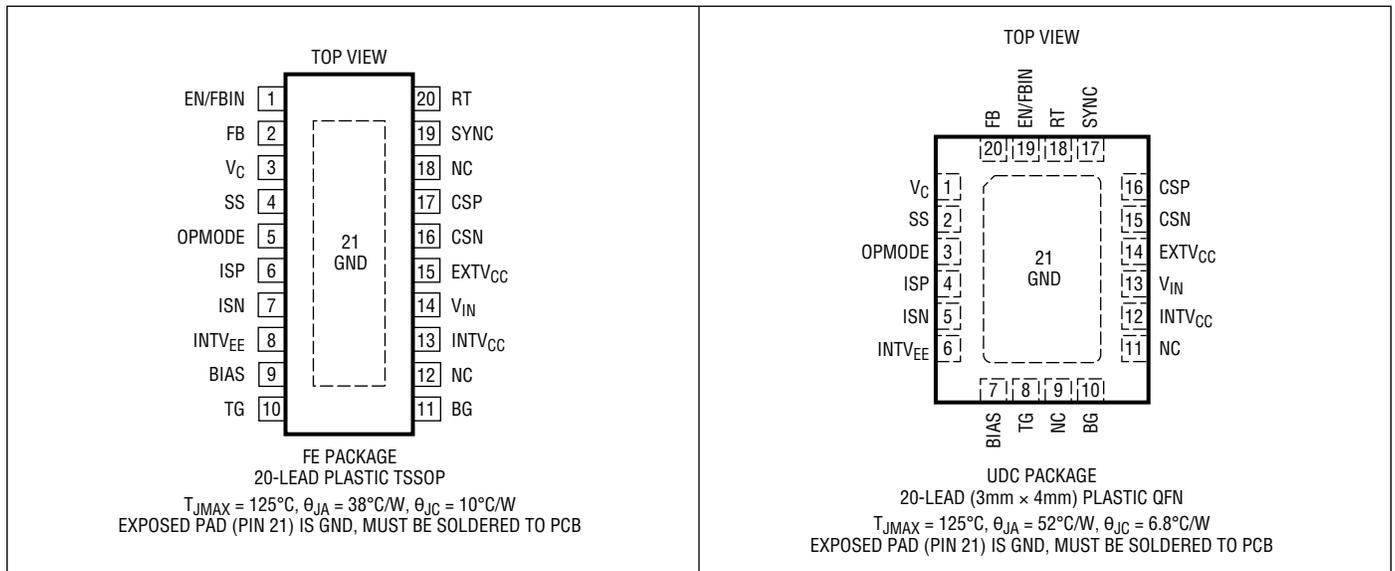 TOP VIEW
EN/FBIN 1 20 RT
FB 2 19 SYNC
VC 3 18 NC
SS 4 17 CSP
OPMODE 5 16 CSN
ISP 6 15 EXTVCC
ISN 7 14 VIN
INTVEE 8 13 INTVCC
BIAS 9 12 NC
TG 10 11 BG
21
GND
FE PACKAGE
20-LEAD PLASTIC TSSOP
TJMAX = 125°C, θJA = 38°C/W, θJC = 10°C/W
EXPOSED PAD (PIN 21) IS GND, MUST BE SOLDERED TO PCB
TOP VIEW
FB EN/FBIN RT SYNC
20 19 18 17
VC 1 16 CSP
SS 2 15 CSN
OPMODE 3 14 EXTVCC
ISP 4 13 VIN
ISN 5 12 INTVCC
INTVEE 6 11 NC
21
GND
7 8 9 10
BIAS TG NC BG
UDC PACKAGE
20-LEAD (3mm × 4mm) PLASTIC QFN
TJMAX = 125°C, θJA = 52°C/W, θJC = 6.8°C/W
EXPOSED PAD (PIN 21) IS GND, MUST BE SOLDERED TO PCB